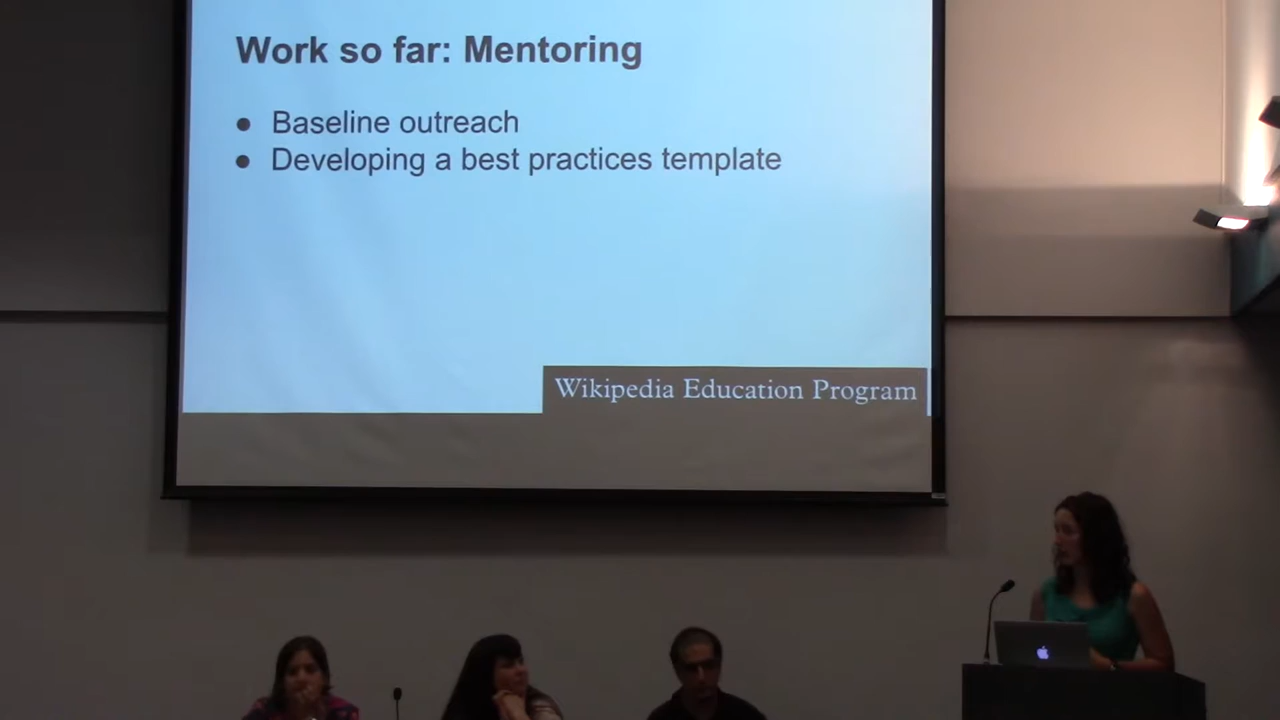 Work so far: Mentoring
● Baseline outreach
● Developing a best practices template
Wikipedia Education Program